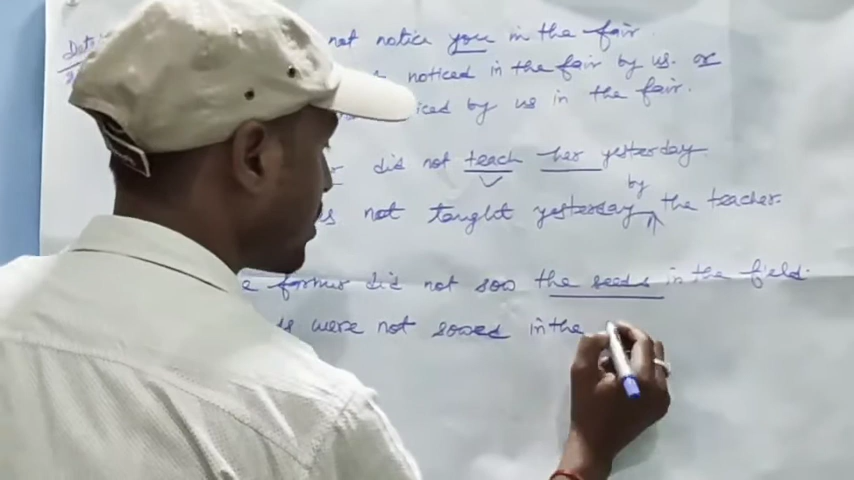 not notice you in the fair.
noticed in the fair by us. or
iced by us in the fair.
did not teach her yesterday
by
s not taught yesterday the teacher.
e farmer did not sow the seeds in the field.
ds were not sowed in the